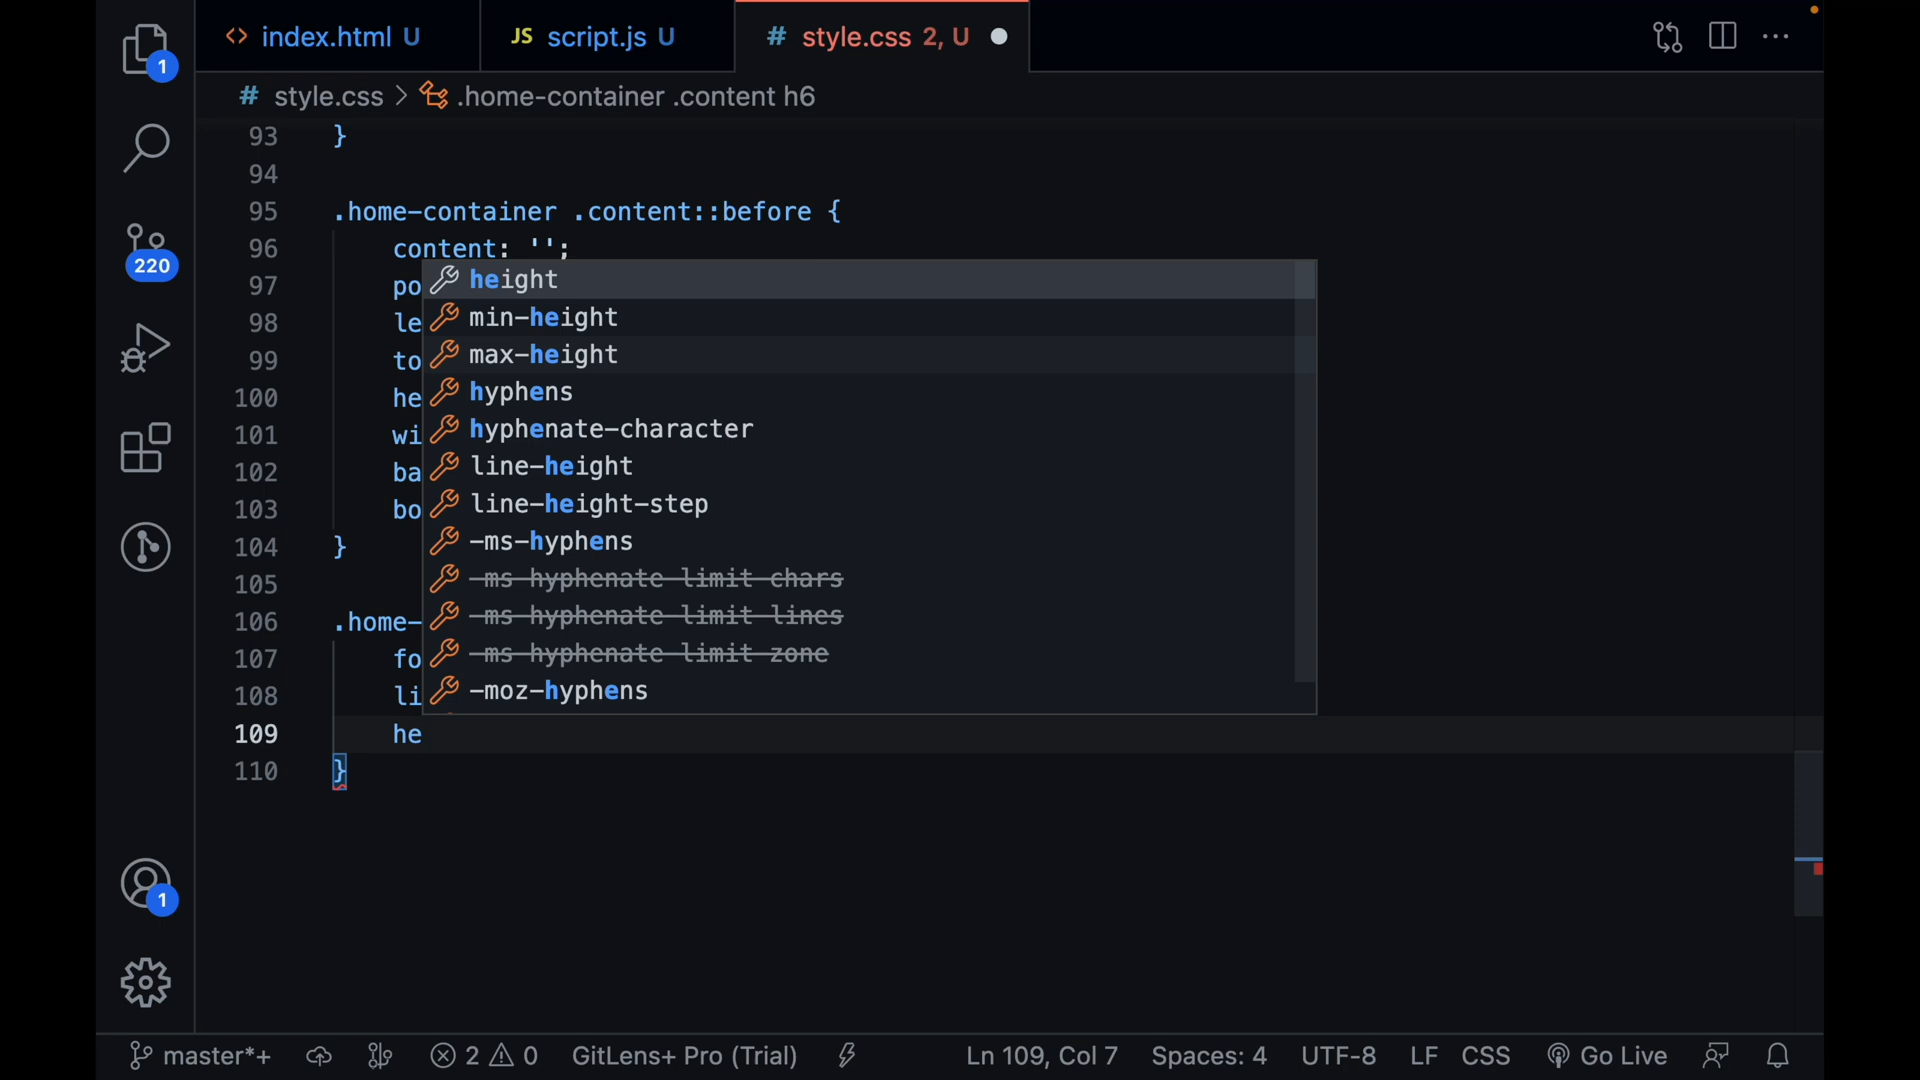 <> index.html U
JS script.js U
# style.css 2, U
1
# style.css > .home-container .content h6
93 }
94
95 .home-container .content::before {
96 content: '';
97 po
98 le
99 to
100 he
101 wi
102 ba
103 bo
104 }
105
106 .home-
107 fo
108 li
109 he
110 }
height
min-height
max-height
hyphens
hyphenate-character
line-height
line-height-step
-ms-hyphens
-ms-hyphenate-limit-chars
-ms-hyphenate-limit-lines
-ms-hyphenate-limit-zone
-moz-hyphens
220
1
master*+
2
0
GitLens+ Pro (Trial)
Ln 109, Col 7
Spaces: 4
UTF-8
LF
CSS
Go Live